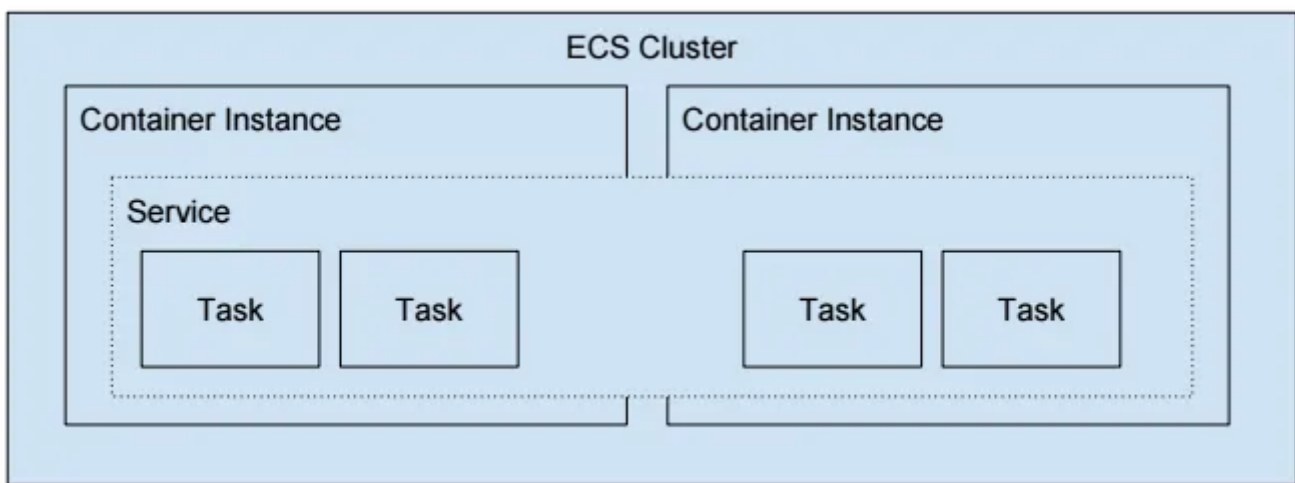 ECS Cluster
Container Instance
Container Instance
Service
Task
Task
Task
Task